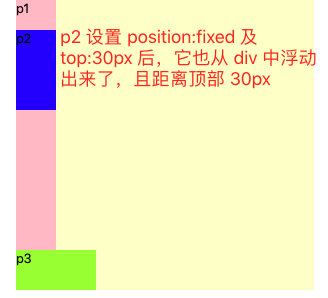 p1
p2
p2 设置 position:fixed 及
top:30px 后，它也从 div 中浮动
出来了，且距离顶部 30px
p3